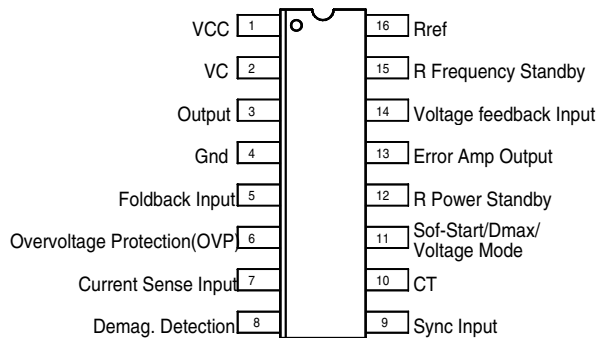 VCC 1 16 Rref
VC 2 15 R Frequency Standby
Output 3 14 Voltage feedback Input
Gnd 4 13 Error Amp Output
Foldback Input 5 12 R Power Standby
Overvoltage Protection(OVP) 6 11 Sof-Start/Dmax/
Voltage Mode
Current Sense Input 7 10 CT
Demag. Detection 8 9 Sync Input